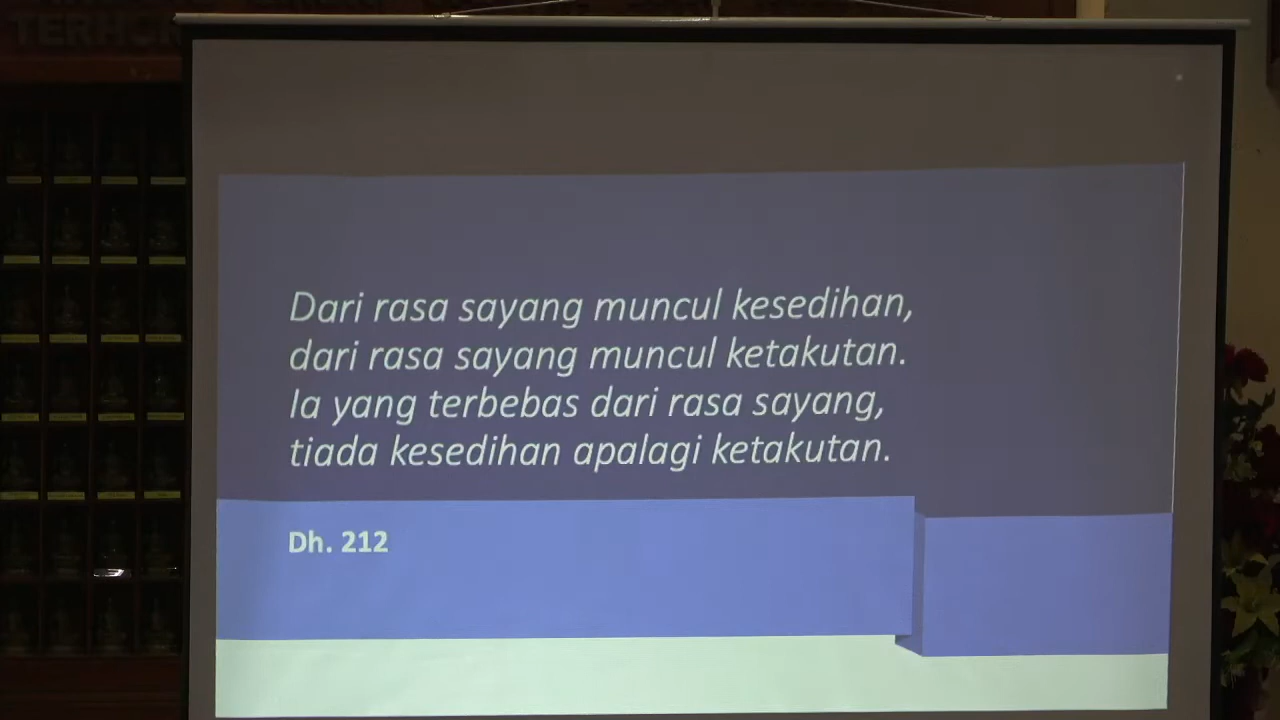 Dari rasa sayang muncul kesedihan,
dari rasa sayang muncul ketakutan.
Ia yang terbebas dari rasa sayang,
tiada kesedihan apalagi ketakutan.
Dh. 212